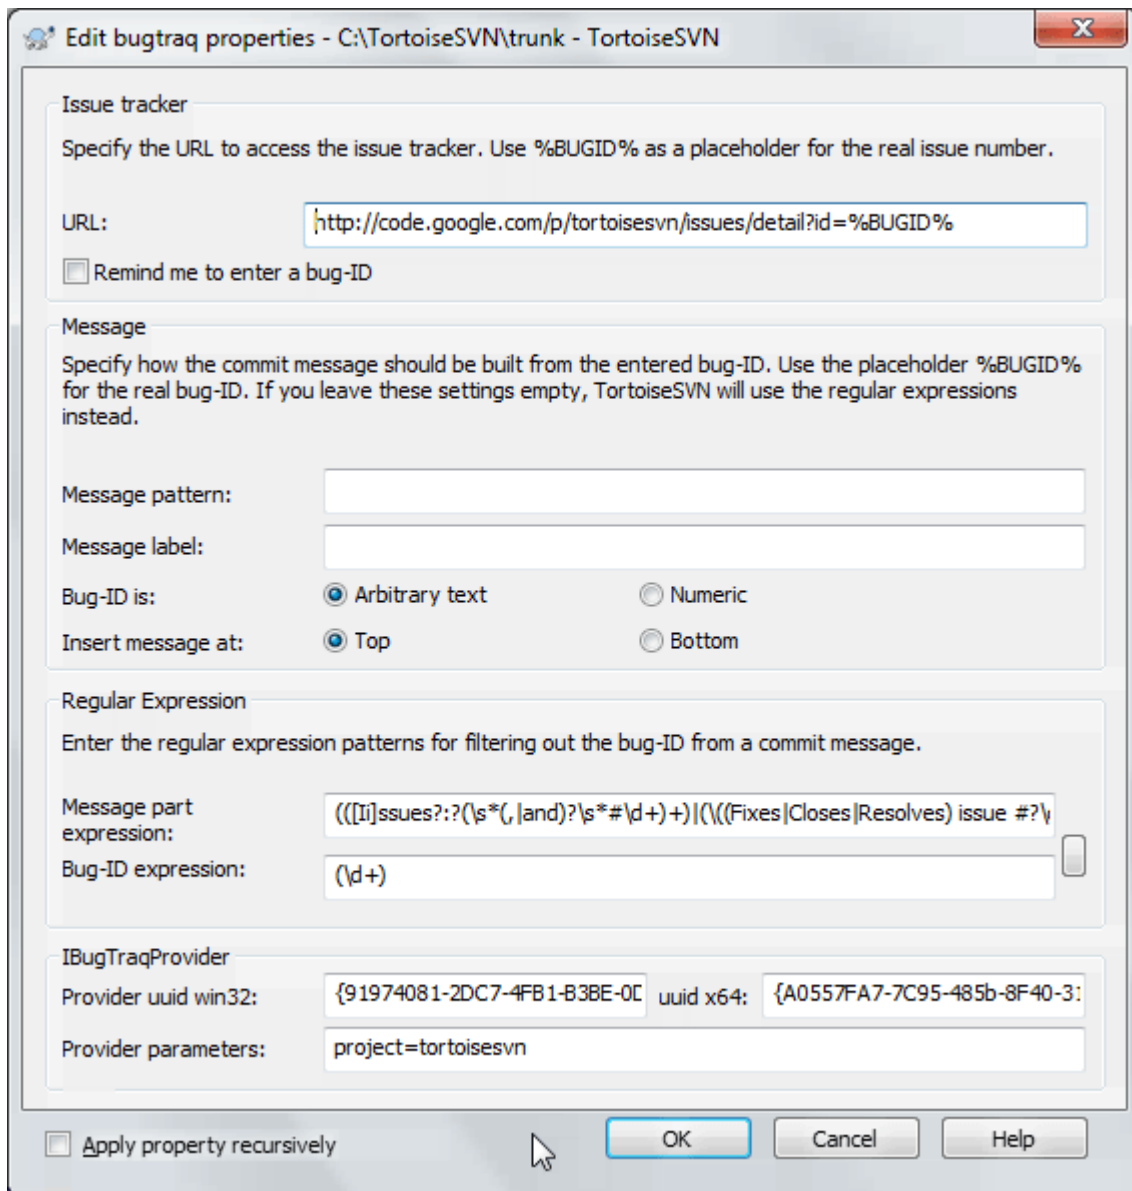 Edit bugtraq properties - C:\TortoiseSVN\trunk - TortoiseSVN
Issue tracker
Specify the URL to access the issue tracker. Use %BUGID% as a placeholder for the real issue number.
URL: http://code.google.com/p/tortoisesvn/issues/detail?id=%BUGID%
Remind me to enter a bug-ID
Message
Specify how the commit message should be built from the entered bug-ID. Use the placeholder %BUGID%
for the real bug-ID. If you leave these settings empty, TortoiseSVN will use the regular expressions
instead.
Message pattern:
Message label:
Bug-ID is: Arbitrary text Numeric
Insert message at: Top Bottom
Regular Expression
Enter the regular expression patterns for filtering out the bug-ID from a commit message.
Message part
expression: (([Ii]ssues?:?(\s*(,|and)?\s*#\d+)+)|(\((Fixes|Closes|Resolves) issue #?\
Bug-ID expression: (\d+)
IBugTraqProvider
Provider uuid win32: {91974081-2DC7-4FB1-B3BE-0D uuid x64: {A0557FA7-7C95-485b-8F40-31
Provider parameters: project=tortoisesvn
Apply property recursively OK Cancel Help